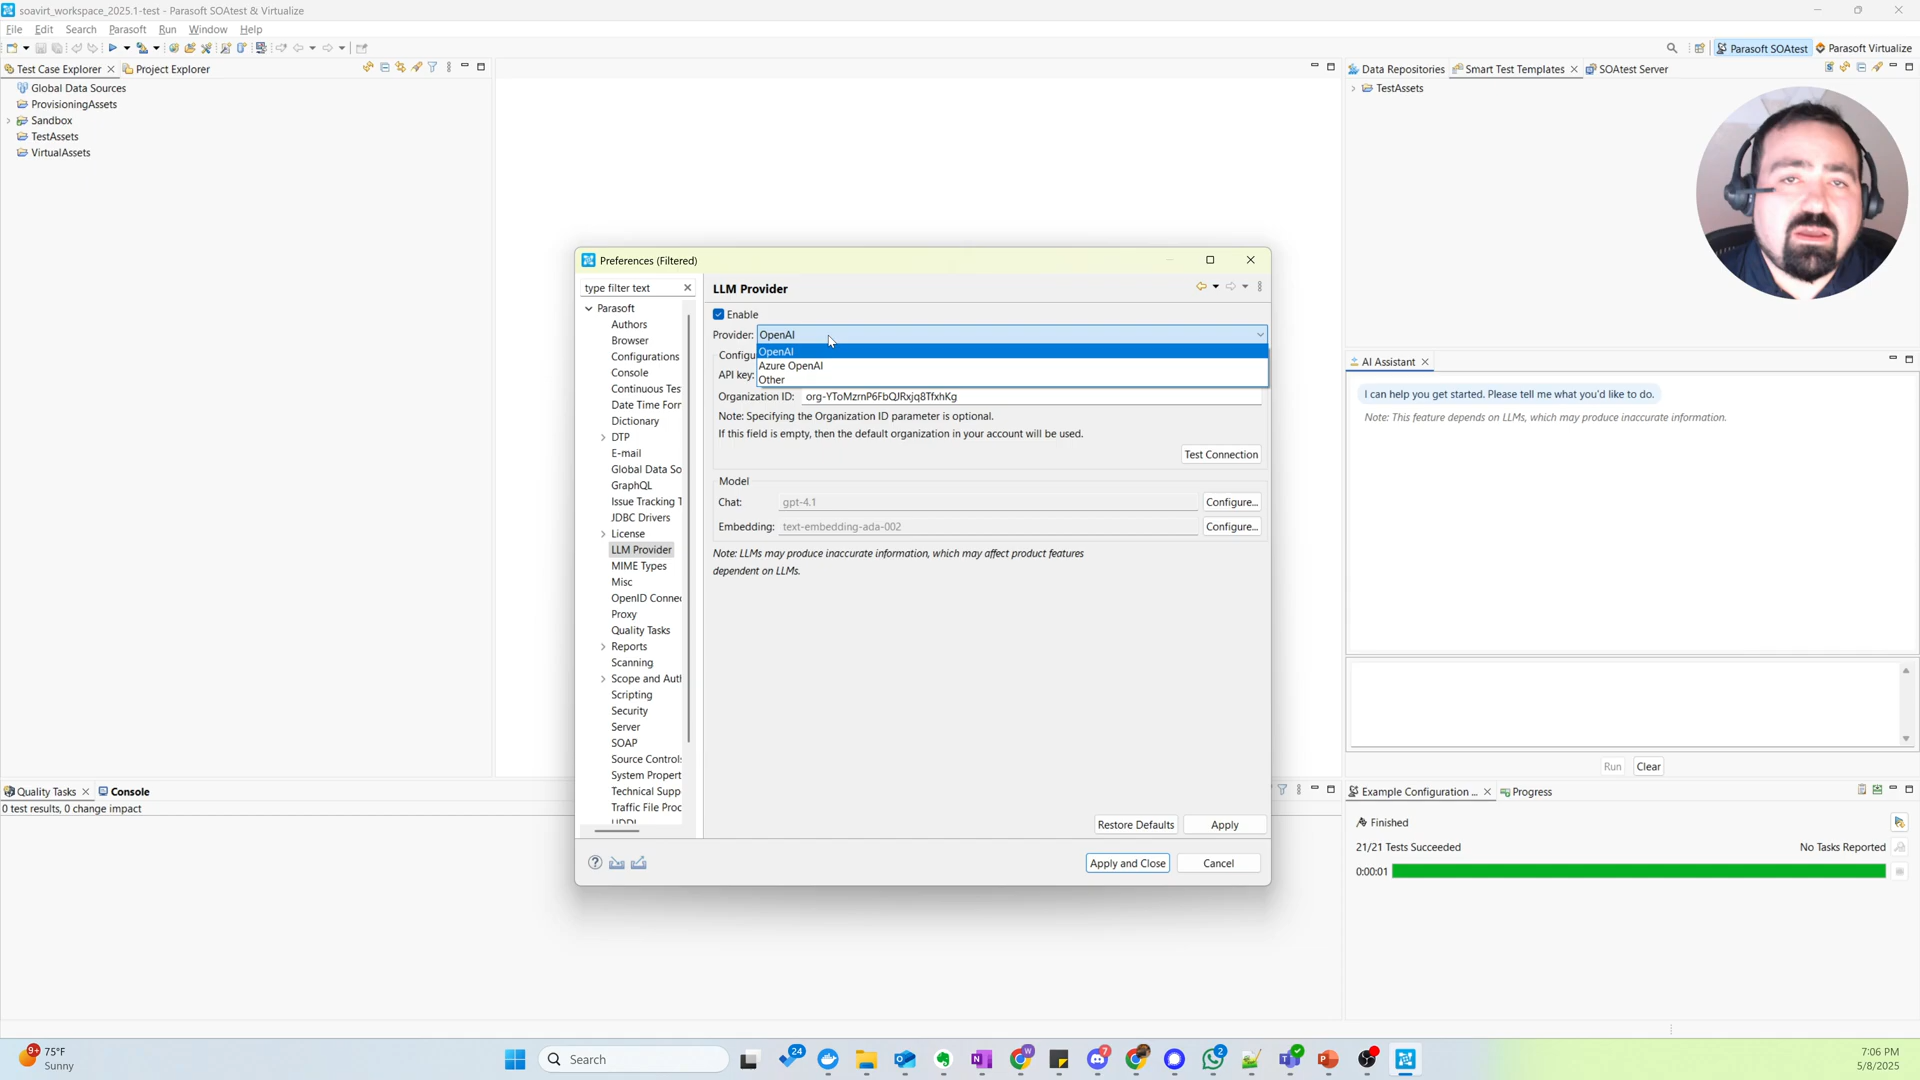 soavirt_workspace_2025.1-test - Parasoft SOAtest & Virtualize
File Edit Search Parasoft Run Window Help
Parasoft SOAtest Parasoft Virtualize
Test Case Explorer Project Explorer
Global Data Sources
ProvisioningAssets
Sandbox
TestAssets
VirtualAssets
Data Repositories Smart Test Templates SOAtest Server
TestAssets
Preferences (Filtered)
type filter text
Parasoft
Authors
Browser
Configurations
Console
Continuous Tes
Date Time Forr
Dictionary
DTP
E-mail
Global Data So
GraphQL
Issue Tracking T
JDBC Drivers
License
LLM Provider
MIME Types
Misc
OpenID Conne
Proxy
Quality Tasks
Reports
Scanning
Scope and Auth
Scripting
Security
Server
SOAP
Source Control
System Propert
Technical Supp
Traffic File Proc
UDDI
LLM Provider
Enable
Provider: OpenAI
OpenAI
Azure OpenAI
Other
Configu
API key:
Organization ID: org-YToMzrnP6FbQJRxjq8TfxhKg
Note: Specifying the Organization ID parameter is optional.
If this field is empty, then the default organization in your account will be used.
Test Connection
Model
Chat: gpt-4.1 Configure...
Embedding: text-embedding-ada-002 Configure...
Note: LLMs may produce inaccurate information, which may affect product features
dependent on LLMs.
Restore Defaults Apply
Apply and Close Cancel
AI Assistant
I can help you get started. Please tell me what you'd like to do.
Note: This feature depends on LLMs, which may produce inaccurate information.
Run Clear
Quality Tasks Console
0 test results, 0 change impact
Example Configuration ... Progress
Finished
21/21 Tests Succeeded No Tasks Reported
0:00:01
9+ 75°F
Sunny
Search
24
W
7
2
7:06 PM
5/8/2025